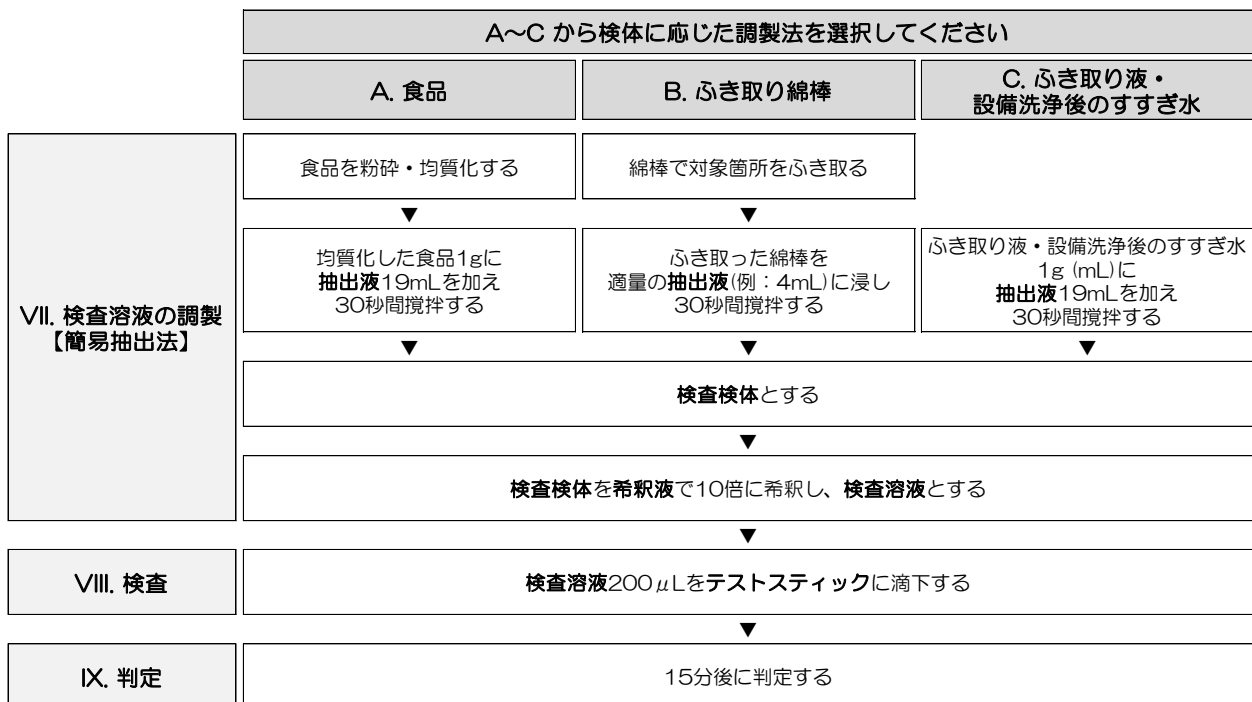 A~C から検体に応じた調製法を選択してください
A. 食品
B. ふき取り綿棒
C. ふき取り液・
設備洗浄後のすすぎ水
VII. 検査溶液の調製
【簡易抽出法】
食品を粉砕・均質化する
綿棒で対象箇所をふき取る
▼
▼
均質化した食品1gに
抽出液19mLを加え
30秒間撹拌する
ふき取った綿棒を
適量の抽出液(例:4mL)に浸し
30秒間撹拌する
ふき取り液・設備洗浄後のすすぎ水
1g (mL)に
抽出液19mLを加え
30秒間撹拌する
▼
▼
▼
検査検体とする
▼
検査検体を希釈液で10倍に希釈し、検査溶液とする
▼
VIII. 検査
検査溶液200μLをテストスティックに滴下する
▼
IX. 判定
15分後に判定する